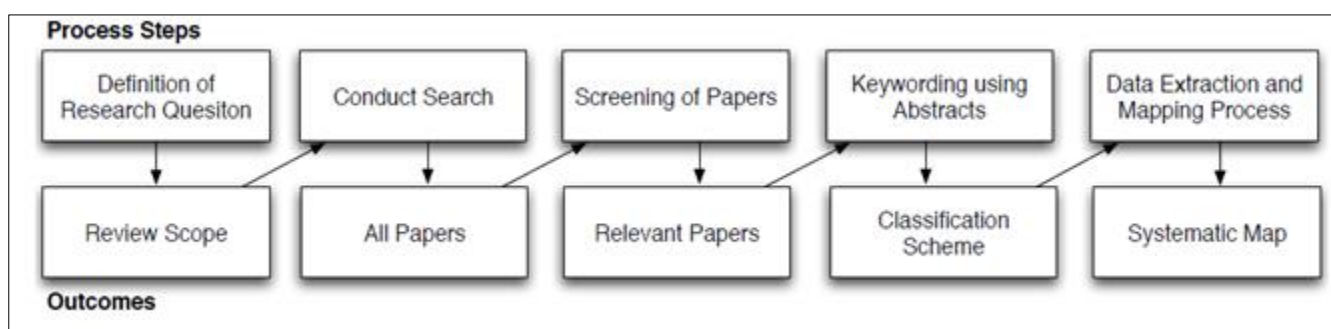 Process Steps
Definition of
Research Quesiton
Conduct Search
Screening of Papers
Keywording using
Abstracts
Data Extraction and
Mapping Process
Review Scope
All Papers
Relevant Papers
Classification
Scheme
Systematic Map
Outcomes